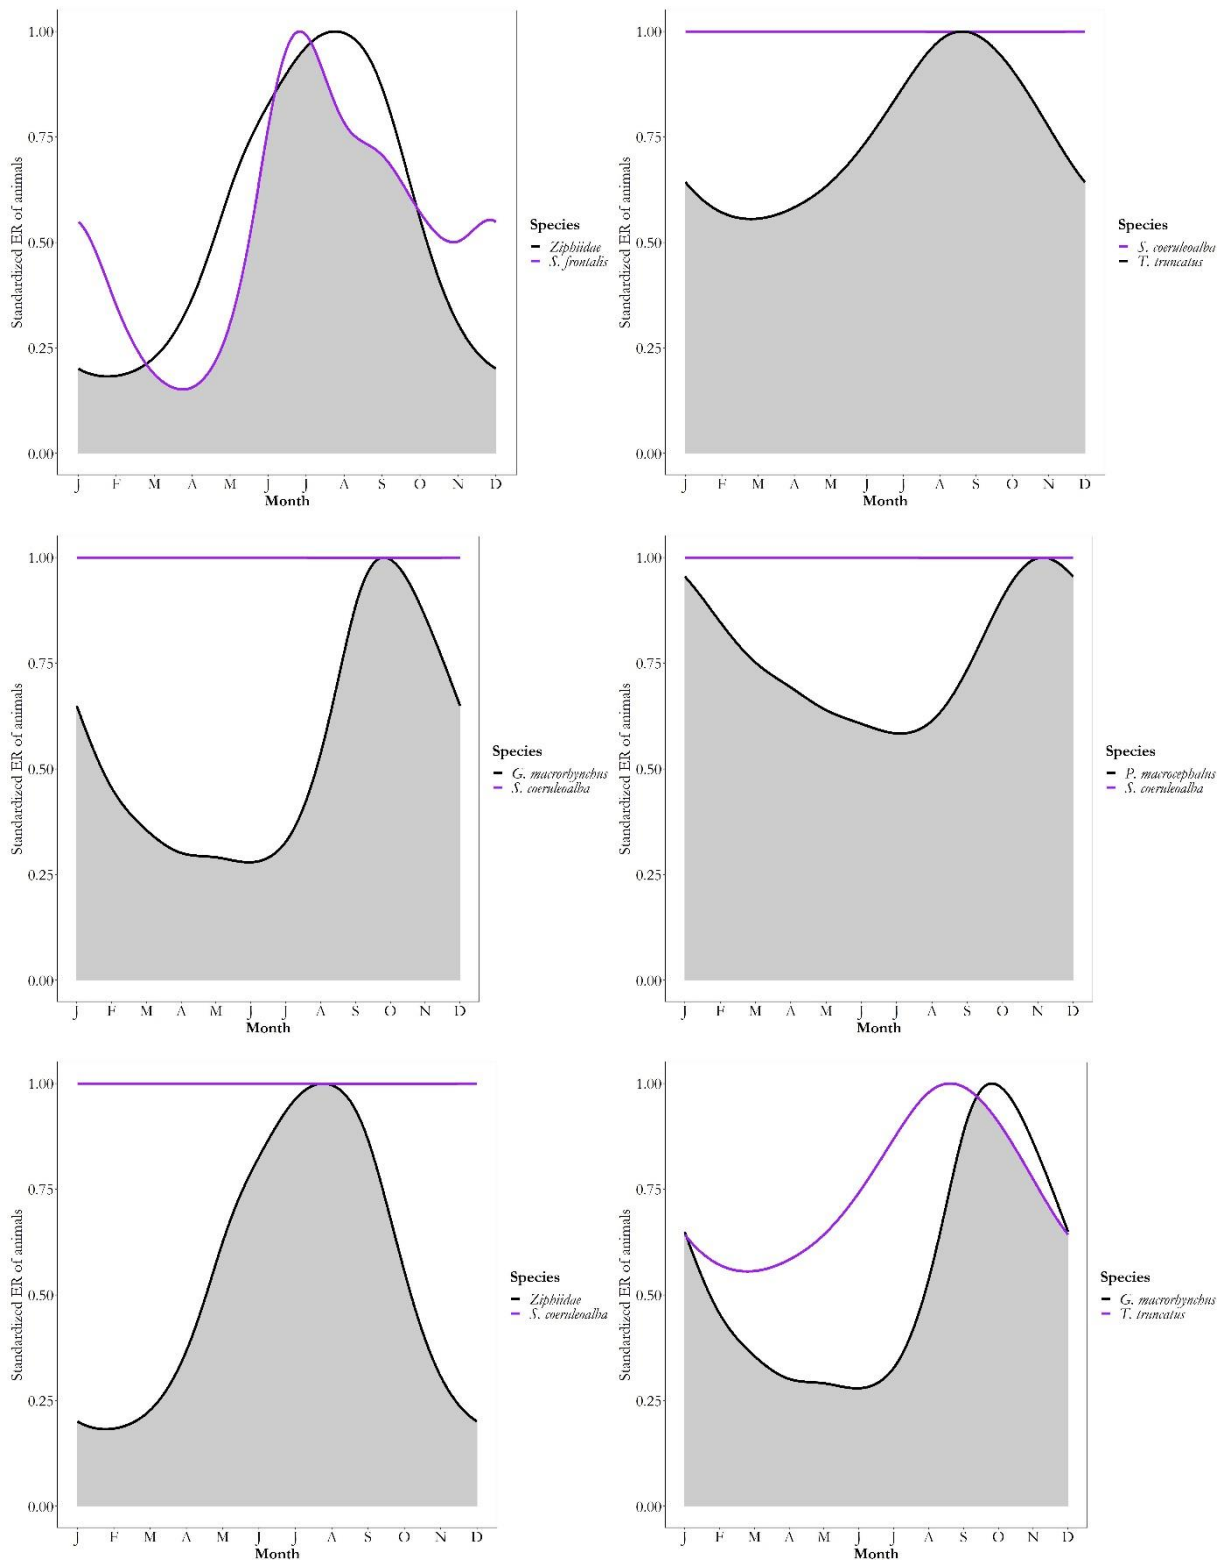 1.00
0.75
0.50
0.25
0.00
Standardized ER of animals
J F M A M J J A S O N D
Month
Species
Ziphiidae
S. frontalis
1.00
0.75
0.50
0.25
0.00
Standardized ER of animals
J F M A M J J A S O N D
Month
Species
S. coeruleoalba
T. truncatus
1.00
0.75
0.50
0.25
0.00
Standardized ER of animals
J F M A M J J A S O N D
Month
Species
G. macrorhynchus
S. coeruleoalba
1.00
0.75
0.50
0.25
0.00
Standardized ER of animals
J F M A M J J A S O N D
Month
Species
P. macrocephalus
S. coeruleoalba
1.00
0.75
0.50
0.25
0.00
Standardized ER of animals
J F M A M J J A S O N D
Month
Species
Ziphiidae
S. coeruleoalba
1.00
0.75
0.50
0.25
0.00
Standardized ER of animals
J F M A M J J A S O N D
Month
Species
G. macrorhynchus
T. truncatus